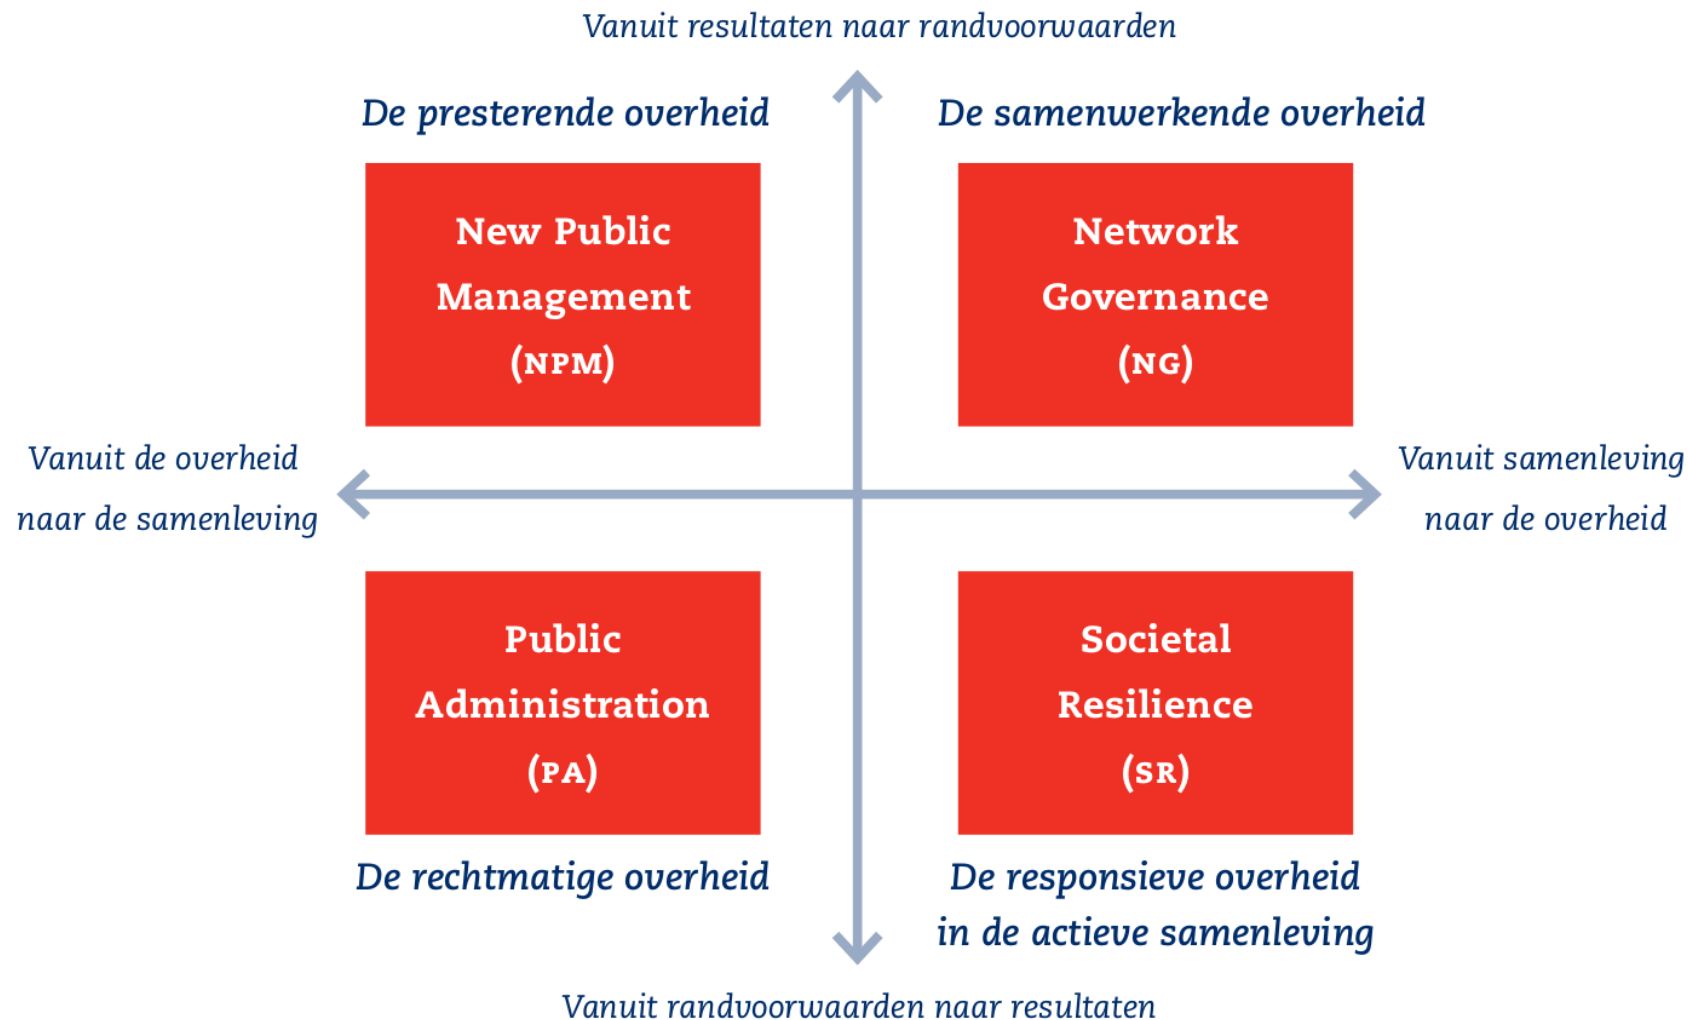 Vanuit resultaten naar randvoorwaarden
De presterende overheid
De samenwerkende overheid
New Public
Management
(NPM)
Network
Governance
(NG)
Vanuit de overheid
naar de samenleving
Vanuit samenleving
naar de overheid
Public
Administration
(PA)
Societal
Resilience
(SR)
De rechtmatige overheid
De responsieve overheid
in de actieve samenleving
Vanuit randvoorwaarden naar resultaten